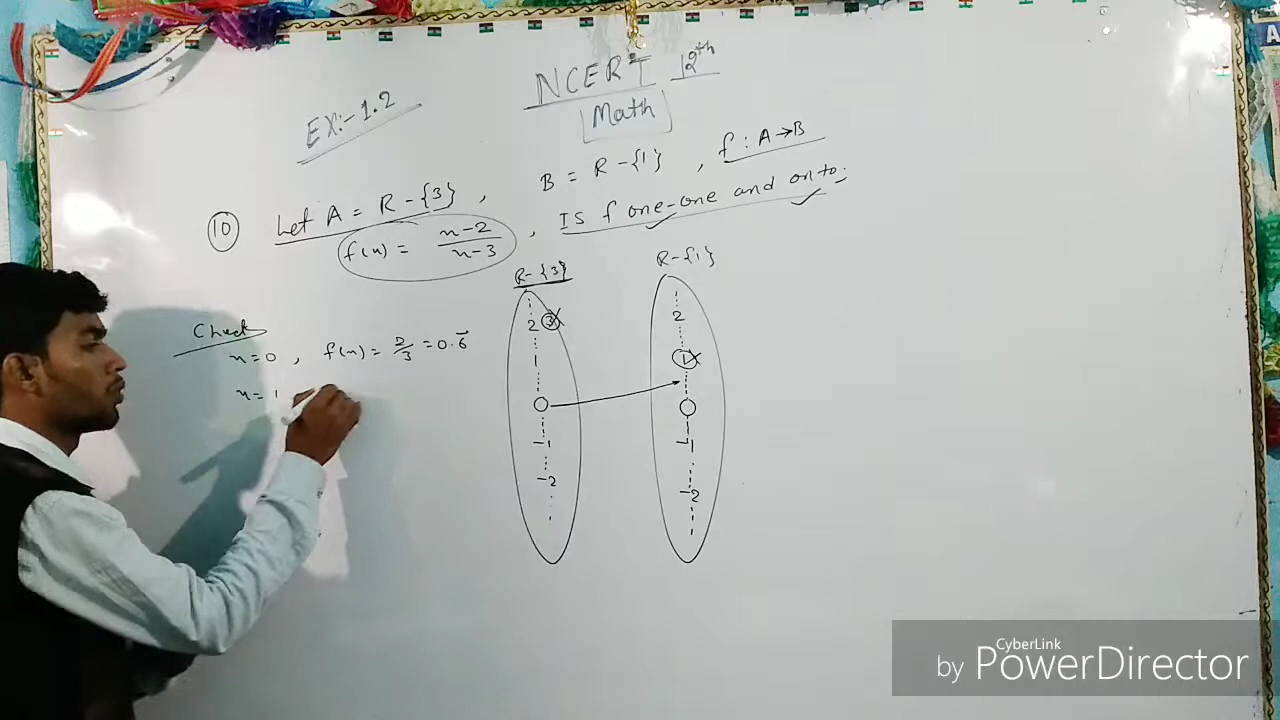 NCERT 12th
Math
EX:- 1.2
10 Let A = R - {3} , B = R - {1} , f : A → B
f(x) = x-2/x-3 , IS f one-one and onto.
R - {3} R - {1}
2 3
1
0
-1
-2
2
1
0
-1
-2
Check
x = 0 , f(x) = 2/3 = 0.6̄
x = 1
A
CyberLink
by PowerDirector